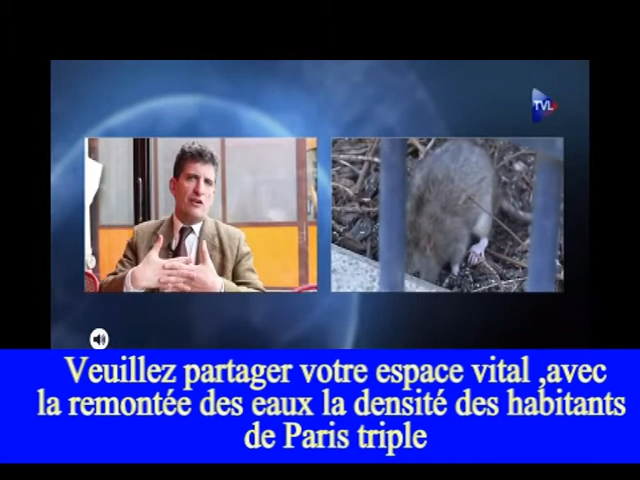 TVL
Veuillez partager votre espace vital ,avec
la remontée des eaux la densité des habitants
de Paris triple